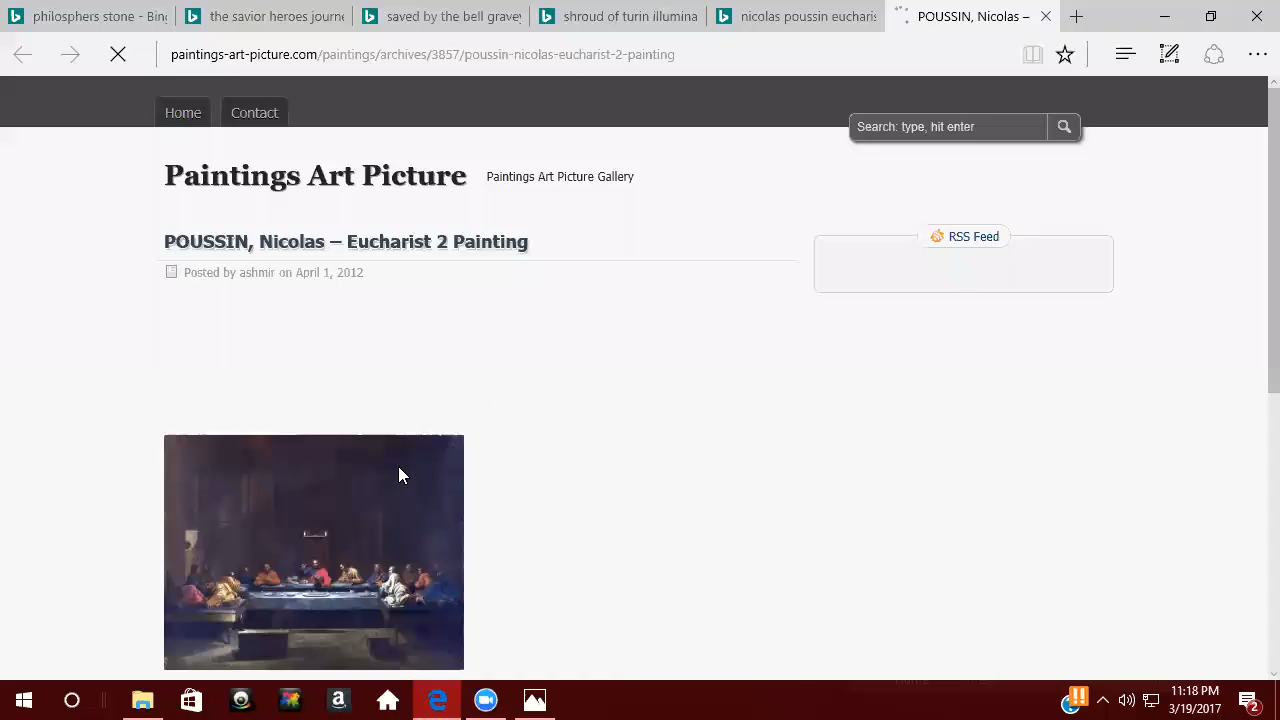 philosphers stone - Bing
the savior heroes journe
saved by the bell grave
shroud of turin illumina
nicolas poussin eucharis
POUSSIN, Nicolas –
paintings-art-picture.com/paintings/archives/3857/poussin-nicolas-eucharist-2-painting
Home
Contact
Search: type, hit enter
Paintings Art Picture
Paintings Art Picture Gallery
POUSSIN, Nicolas – Eucharist 2 Painting
RSS Feed
Posted by ashmir on April 1, 2012
11:18 PM
3/19/2017
2